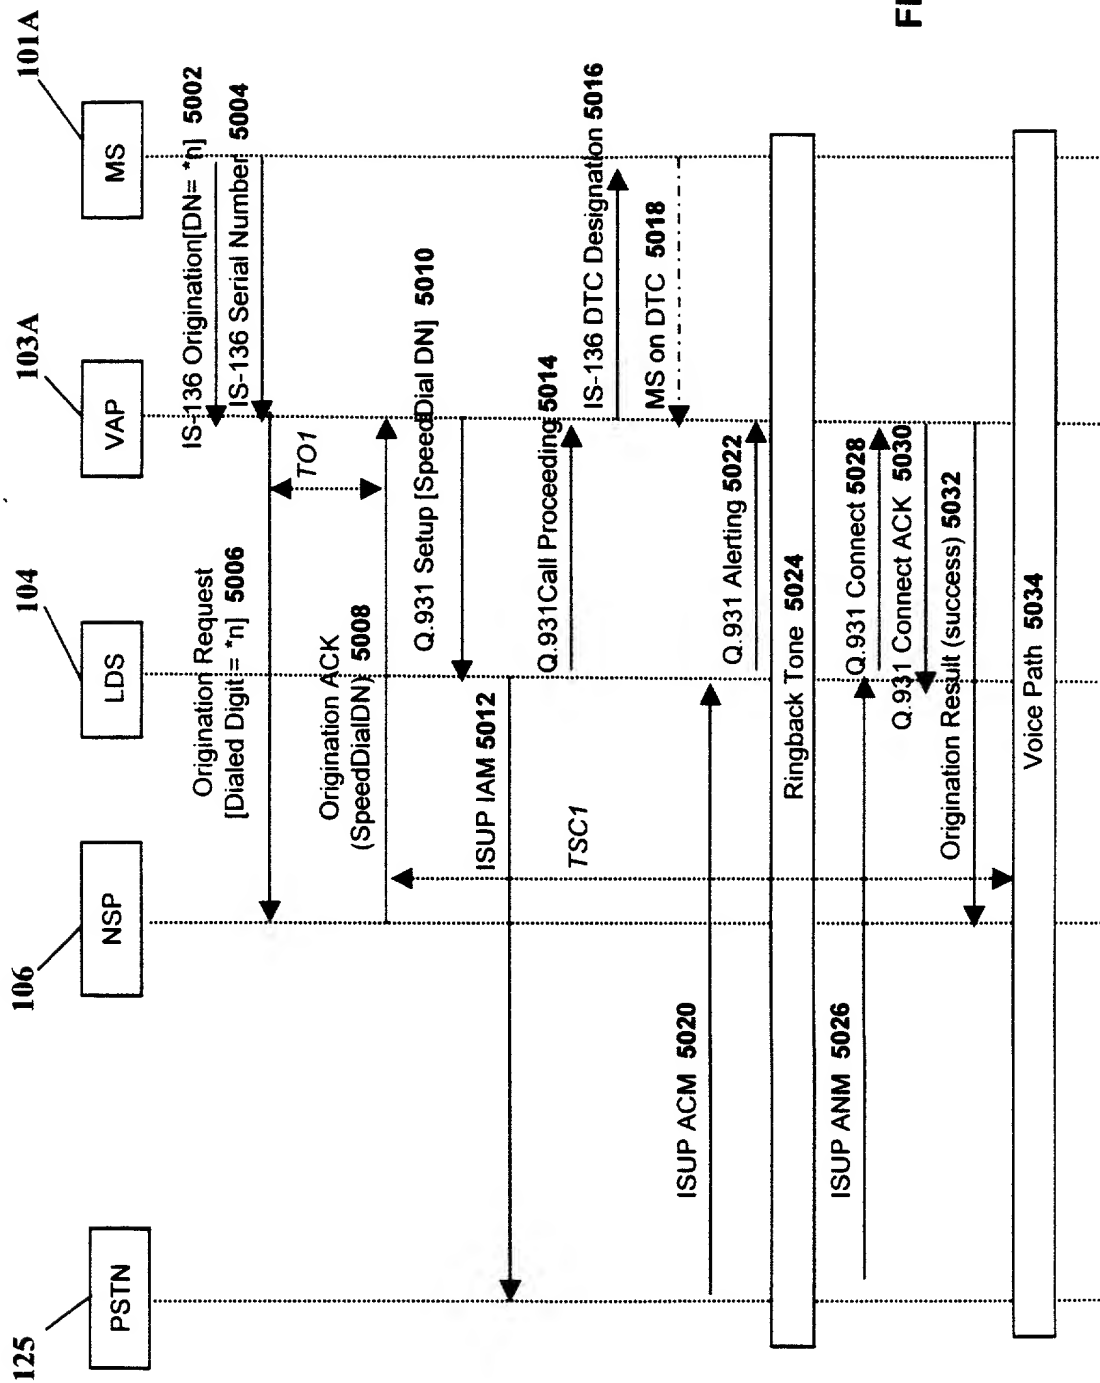 101A
MS
103A
VAP
104
LDS
106
NSP
125
PSTN
IS-136 Origination[DN= *n] 5002
IS-136 Serial Number 5004
Origination Request
[Dialed Digit = *n] 5006
TO1
Origination ACK
(SpeedDialDN) 5008
Q.931 Setup [SpeedDial DN] 5010
ISUP IAM 5012
Q.931Call Proceeding 5014
IS-136 DTC Designation 5016
MS on DTC 5018
TSC1
ISUP ACM 5020
Q.931 Alerting 5022
Ringback Tone 5024
ISUP ANM 5026
Q.931 Connect 5028
Q.931 Connect ACK 5030
Origination Result (success) 5032
Voice Path 5034